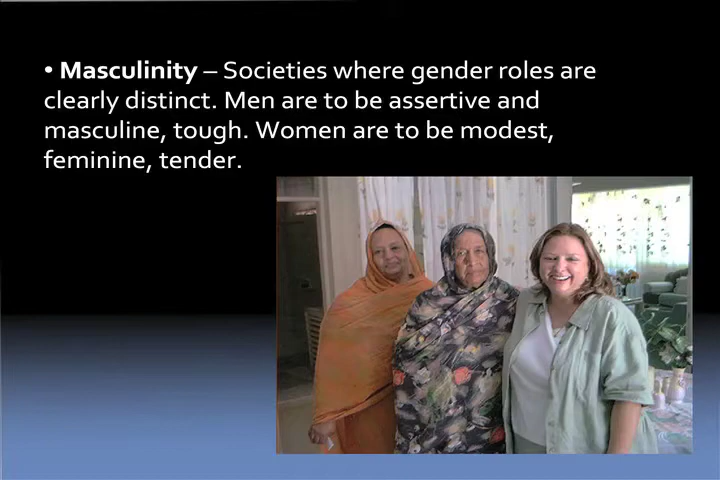 • Masculinity – Societies where gender roles are
clearly distinct. Men are to be assertive and
masculine, tough. Women are to be modest,
feminine, tender.